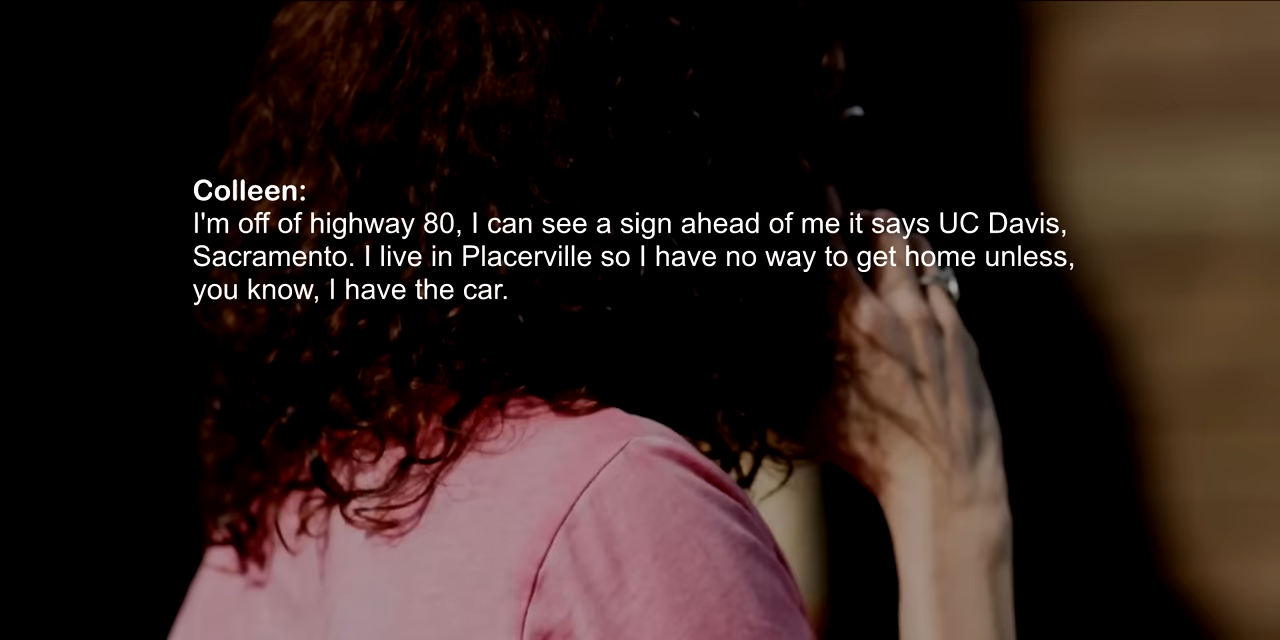 Colleen:
I'm off of highway 80, I can see a sign ahead of me it says UC Davis,
Sacramento. I live in Placerville so I have no way to get home unless,
you know, I have the car.